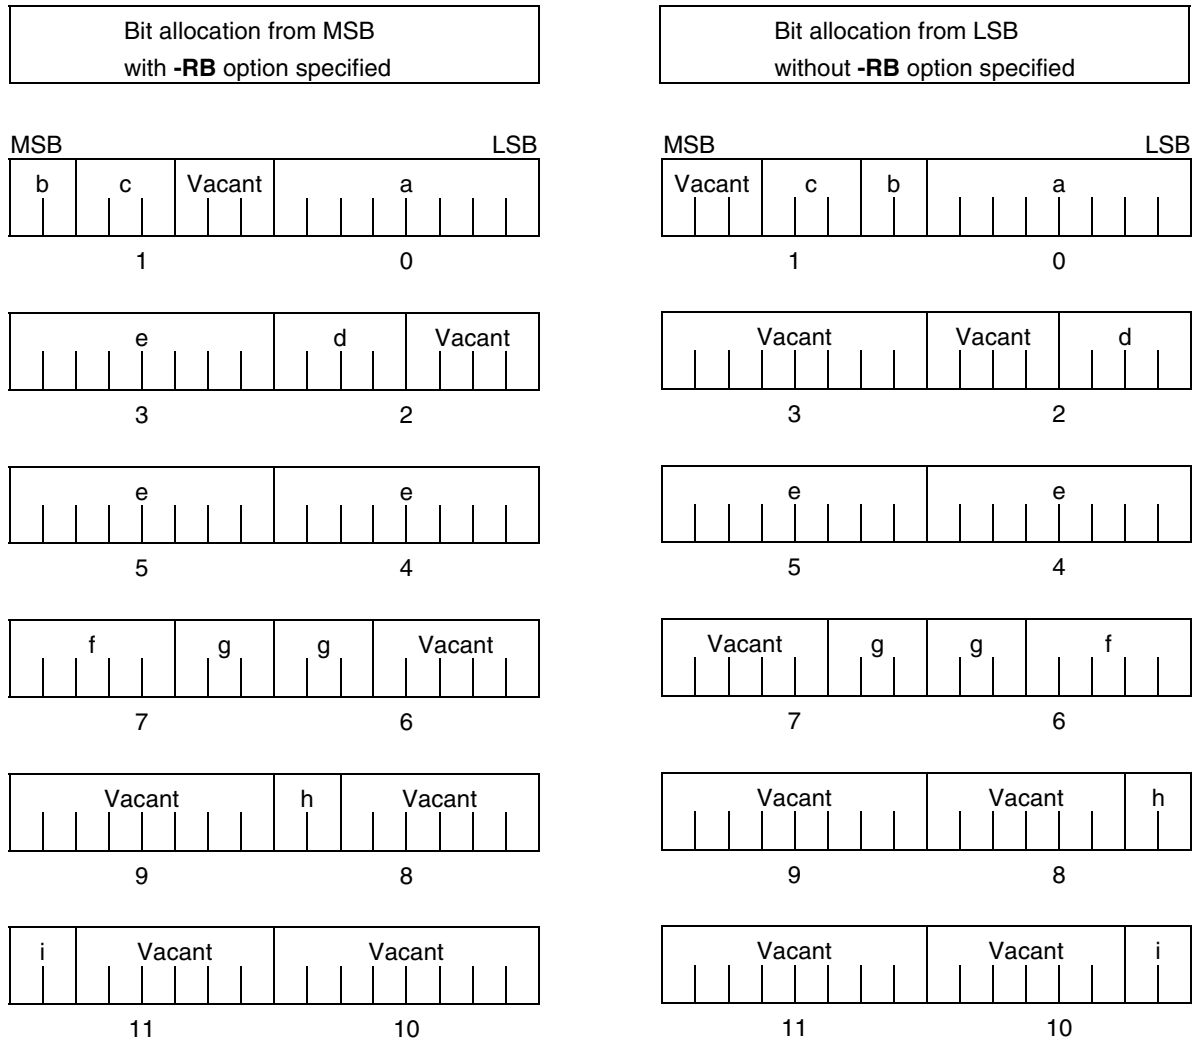 Bit allocation from MSB
with -RB option specified
Bit allocation from LSB
without -RB option specified
MSB LSB
b c Vacant a
1 0
e d Vacant
3 2
e e
5 4
f g g Vacant
7 6
Vacant h Vacant
9 8
i Vacant Vacant
11 10
MSB LSB
Vacant c b a
1 0
Vacant Vacant d
3 2
e e
5 4
Vacant g g f
7 6
Vacant Vacant h
9 8
Vacant Vacant i
11 10